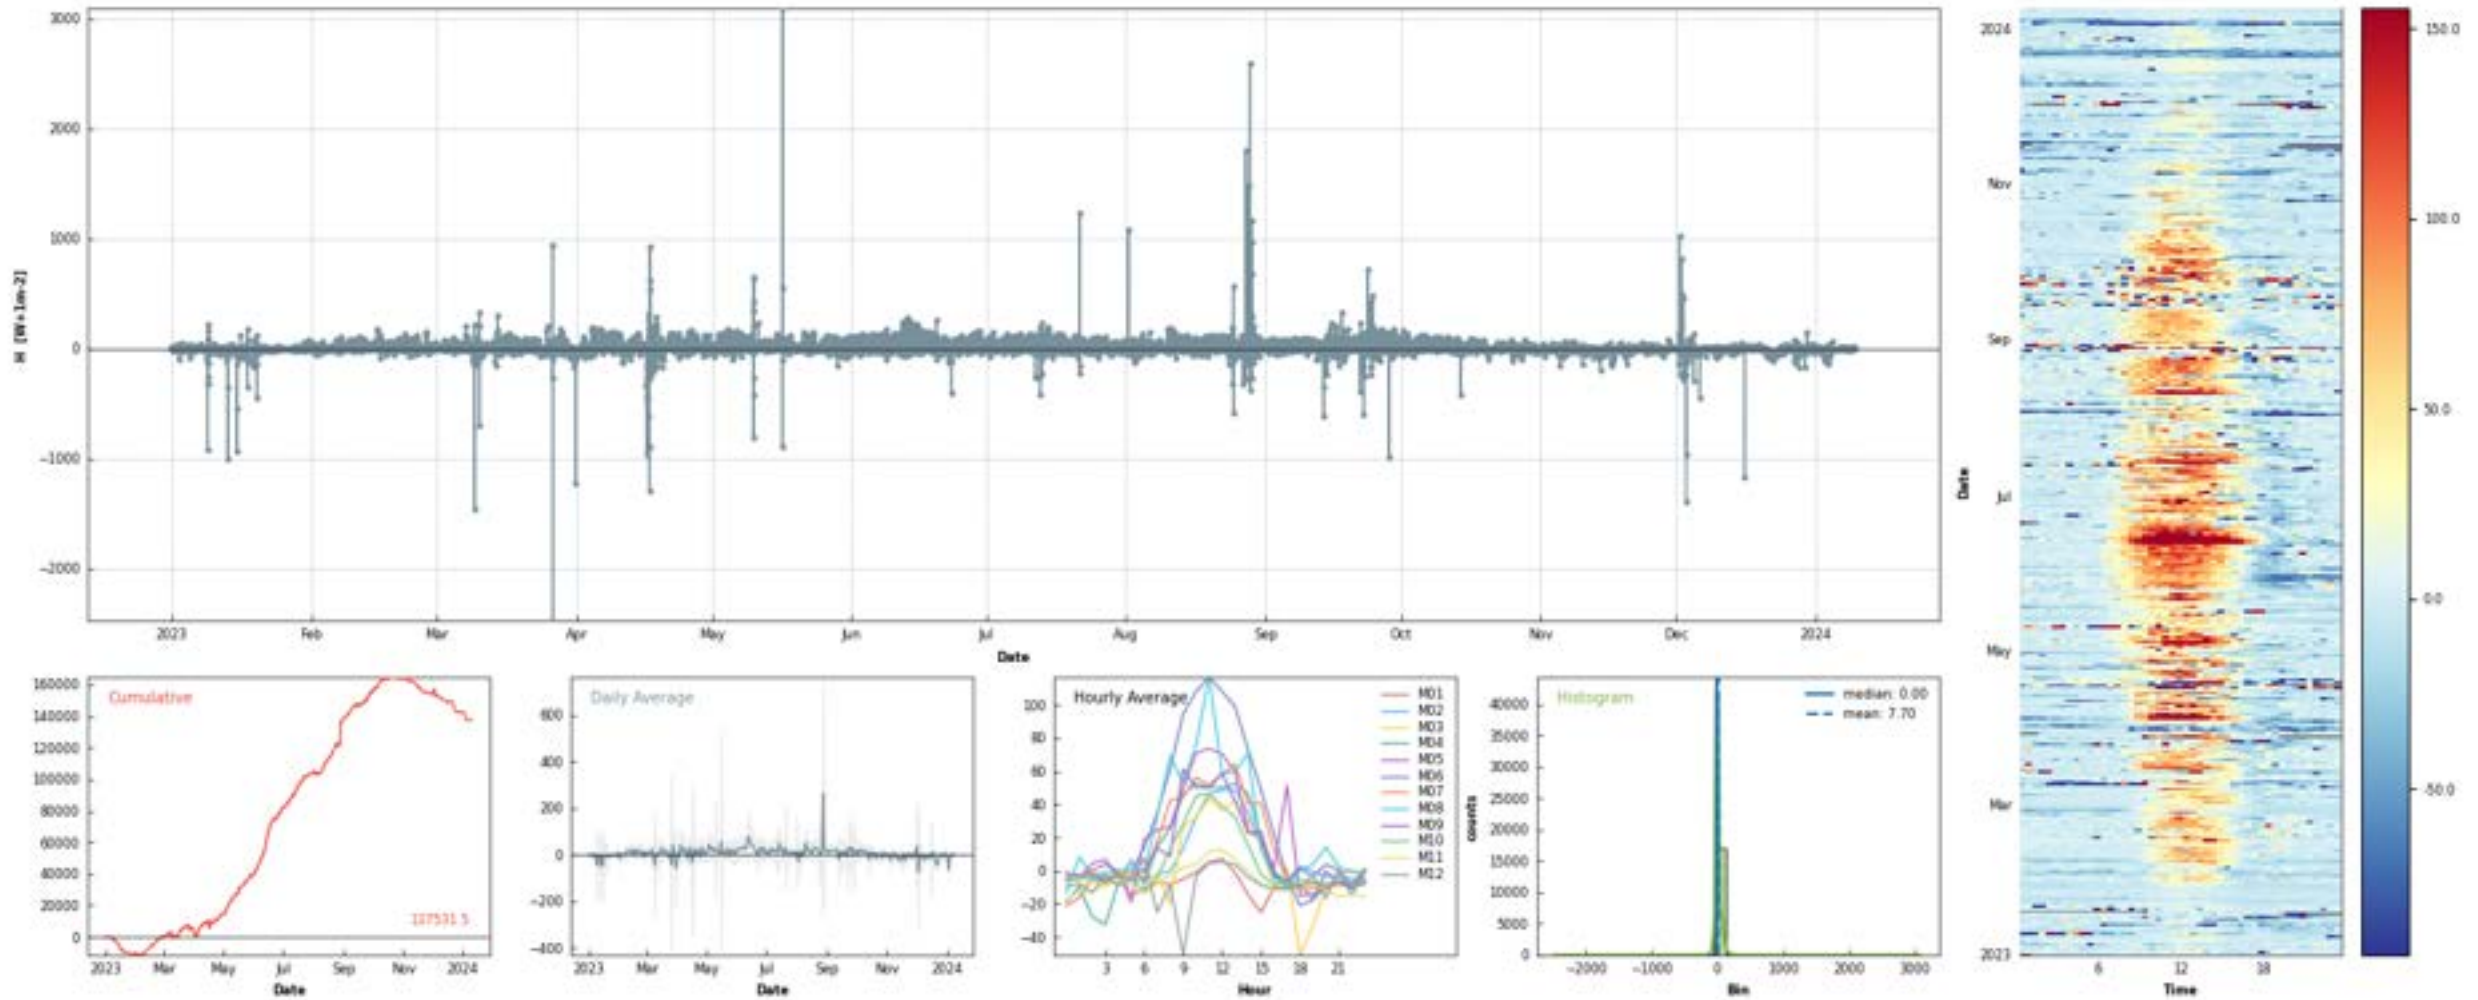 3000
2000
1000
0
−1000
−2000
H [W+1m-2]
2023 Feb Mar Apr May Jun Jul Aug Sep Oct Nov Dec 2024
Date
2024
Nov
Sep
Jul
May
Mar
2023
Date
6 12 18
Time
150.0
100.0
50.0
0.0
-50.0
Cumulative
160000
140000
120000
100000
80000
60000
40000
20000
0
137531.5
2023 Mar May Jul Sep Nov 2024
Date
Daily Average
600
400
200
0
−200
−400
2023 Mar May Jul Sep Nov 2024
Date
Hourly Average
100
80
60
40
20
0
−20
−40
M01
M02
M03
M04
M05
M06
M07
M08
M09
M10
M11
M12
3 6 9 12 15 18 21
Hour
Histogram
median: 0.00
mean: 7.70
counts
40000
35000
30000
25000
20000
15000
10000
5000
0
−2000 −1000 0 1000 2000 3000
Bin